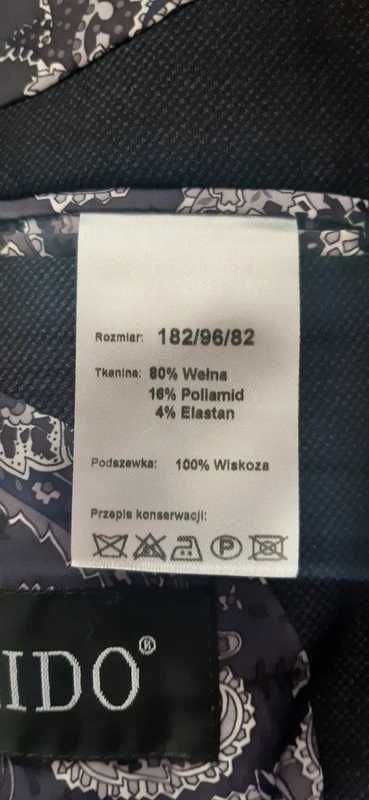 Rozmiar: 182/96/82
Tkanina: 80% Wełna
16% Poliamid
4% Elastan
Podszewka: 100% Wiskoza
Przepis konserwacji:
P
IDO®